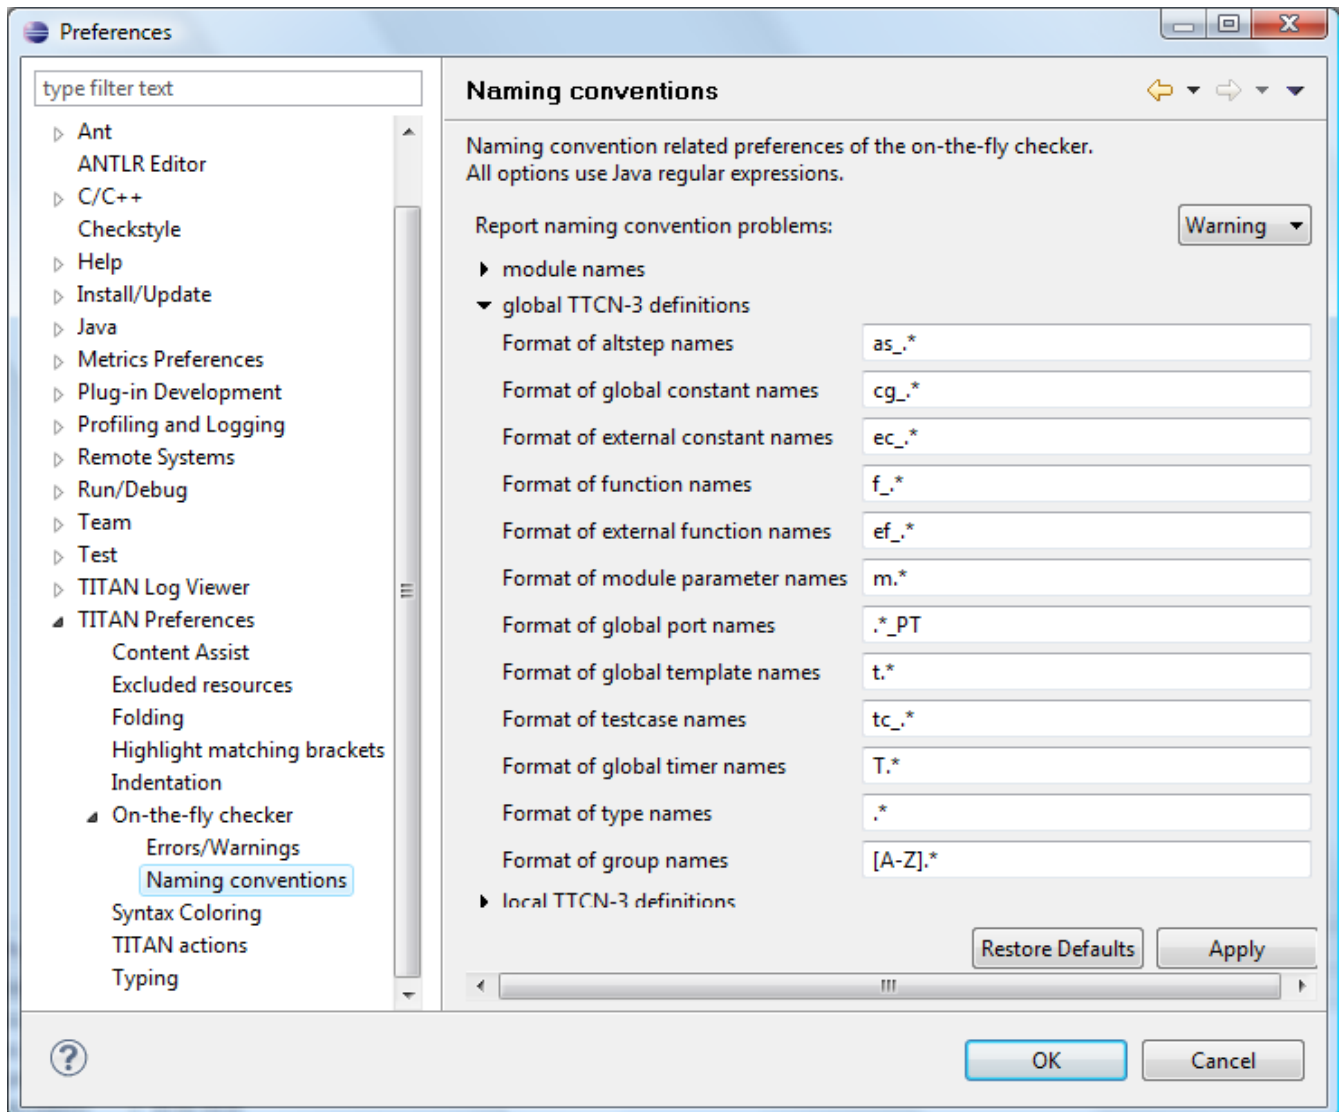 Preferences
type filter text
Ant
ANTLR Editor
C/C++
Checkstyle
Help
Install/Update
Java
Metrics Preferences
Plug-in Development
Profiling and Logging
Remote Systems
Run/Debug
Team
Test
TITAN Log Viewer
TITAN Preferences
Content Assist
Excluded resources
Folding
Highlight matching brackets
Indentation
On-the-fly checker
Errors/Warnings
Naming conventions
Syntax Coloring
TITAN actions
Typing
Naming conventions
Naming convention related preferences of the on-the-fly checker.
All options use Java regular expressions.
Report naming convention problems: Warning
module names
global TTCN-3 definitions
Format of altstep names as_.*
Format of global constant names cg_.*
Format of external constant names ec_.*
Format of function names f_.*
Format of external function names ef_.*
Format of module parameter names m.*
Format of global port names .*_PT
Format of global template names t.*
Format of testcase names tc_.*
Format of global timer names T.*
Format of type names .*
Format of group names [A-Z].*
local TTCN-3 definitions
Restore Defaults Apply
OK Cancel